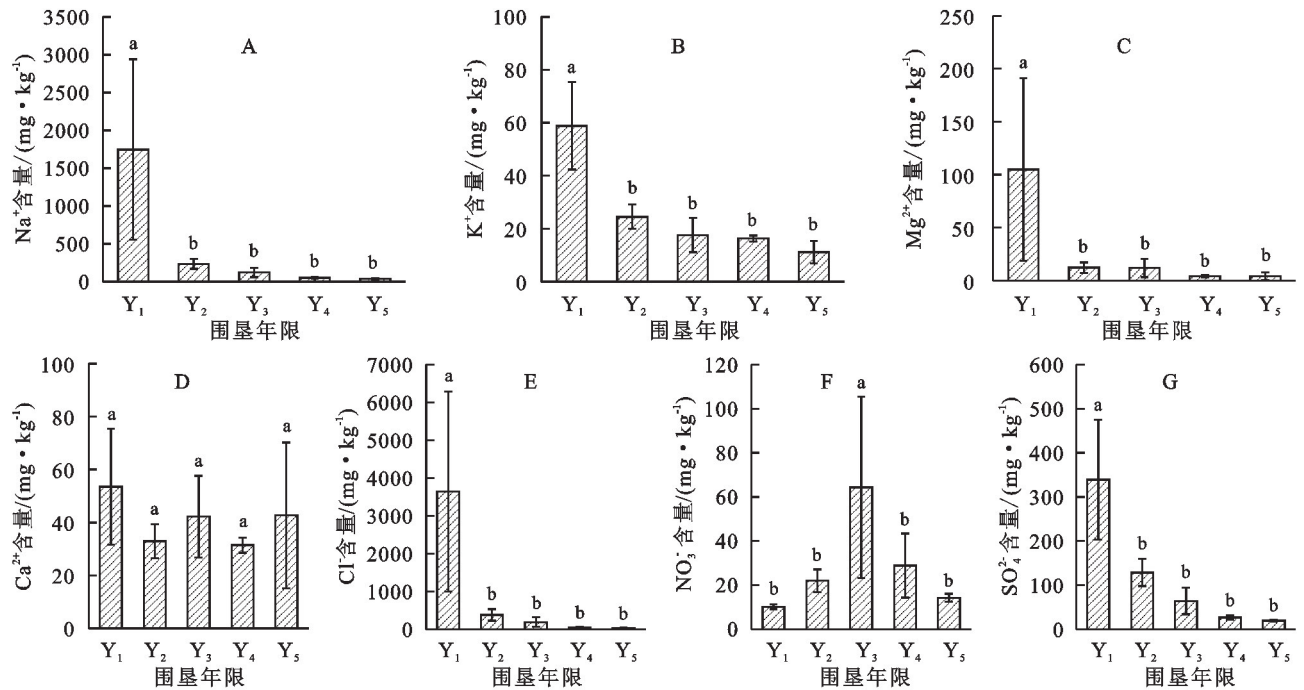 A
Na⁺含量/(mg·kg⁻¹)
3500
3000
2500
2000
1500
1000
500
0
a
b
b
b
b
Y₁ Y₂ Y₃ Y₄ Y₅
围垦年限
B
K⁺含量/(mg·kg⁻¹)
100
80
60
40
20
0
a
b
b
b
b
Y₁ Y₂ Y₃ Y₄ Y₅
围垦年限
C
Mg²⁺含量/(mg·kg⁻¹)
250
200
150
100
50
0
a
b
b
b
b
Y₁ Y₂ Y₃ Y₄ Y₅
围垦年限
D
Ca²⁺含量/(mg·kg⁻¹)
100
80
60
40
20
0
a
a
a
a
a
Y₁ Y₂ Y₃ Y₄ Y₅
围垦年限
E
Cl⁻含量/(mg·kg⁻¹)
7000
6000
5000
4000
3000
2000
1000
0
a
b
b
b
b
Y₁ Y₂ Y₃ Y₄ Y₅
围垦年限
F
NO₃⁻含量/(mg·kg⁻¹)
120
100
80
60
40
20
0
b
b
a
b
b
Y₁ Y₂ Y₃ Y₄ Y₅
围垦年限
G
SO₄²⁻含量/(mg·kg⁻¹)
600
500
400
300
200
100
0
a
b
b
b
b
Y₁ Y₂ Y₃ Y₄ Y₅
围垦年限